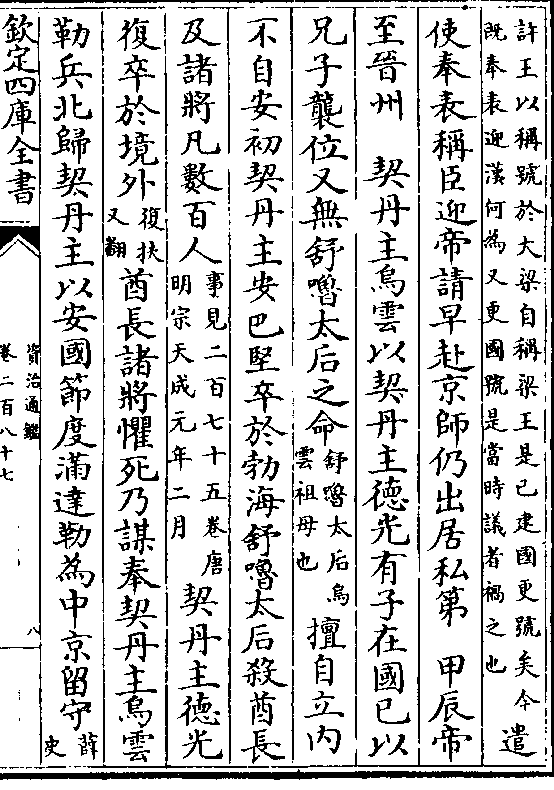 許王以稱號於大梁自稱梁王是已建國更號矣今
既奉表迎漢何為又更國號是當時議者禍之也
遣
使奉表稱臣迎帝請早赴京師仍出居私第　甲辰帝
至晉州　契丹主烏雲以契丹主德光有子在國已以
兄子襲位又無舒嚕太后之命
舒嚕太后烏
雲祖母也
擅自立内
不自安初契丹主安巴堅卒於勃海舒嚕太后殺酋長
及諸將凡數百人
事見二百七十五卷唐
明宗天成元年二月
契丹主德光
復卒於境外
復扶
又翻
酋長諸將懼死乃謀奉契丹主烏雲
勒兵北歸契丹主以安國節度滿達勒為中京留守
薛
史
欽定四庫全書
資治通鑑
卷二百八十七
八